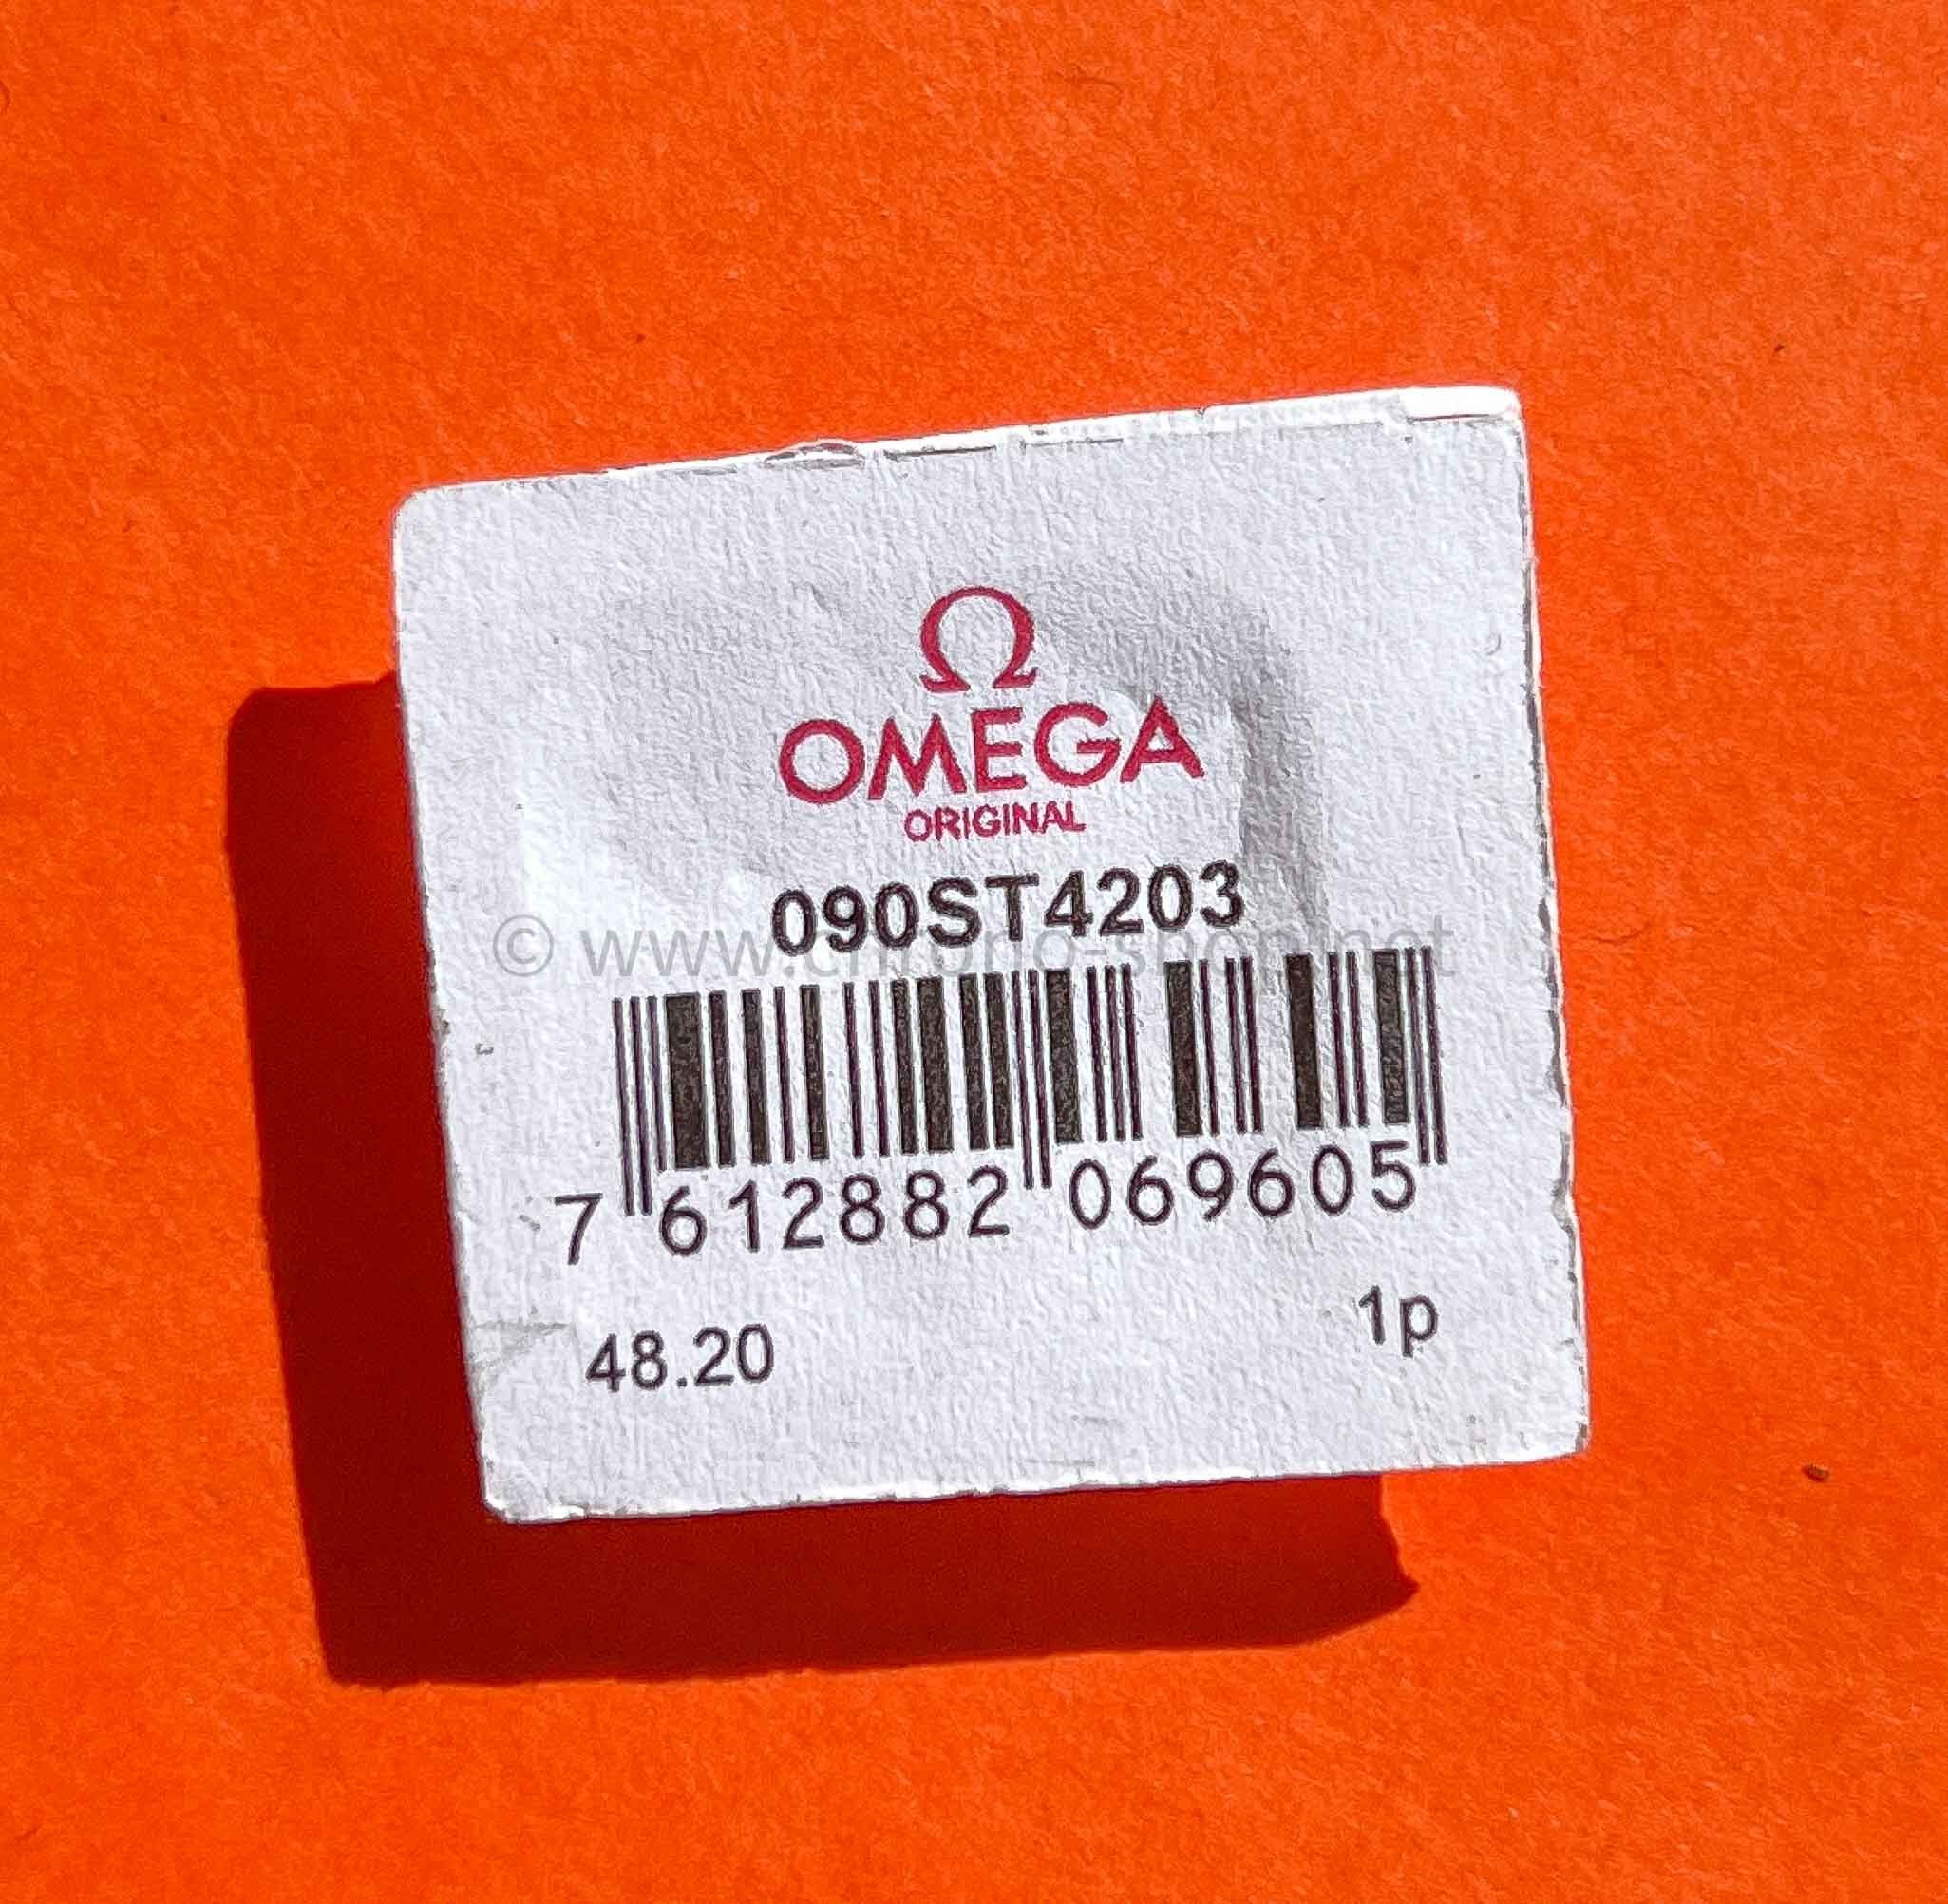 Ω
OMEGA
ORIGINAL
090ST4203
© www.chrono-shop.net
7 612882 069605
48.20
1p